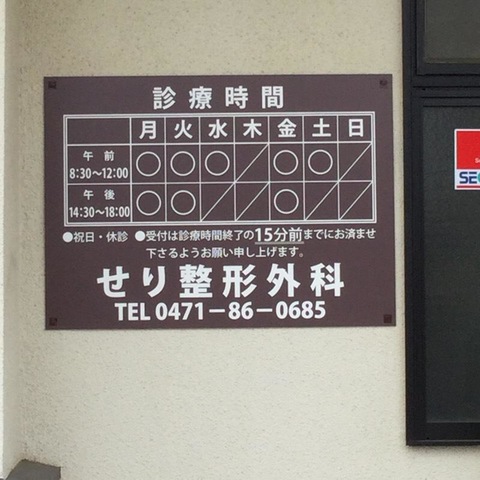 診療時間
月 火 水 木 金 土 日
午前 8:30〜12:00 ○ ○ ○ ／ ○ ○ ／
午後 14:30〜18:00 ○ ○ ／ ／ ○ ／ ／
●祝日・休診 ●受付は診療時間終了の15分前までにお済ませ
下さるようお願い申し上げます。
せり整形外科
TEL 0471－86－0685